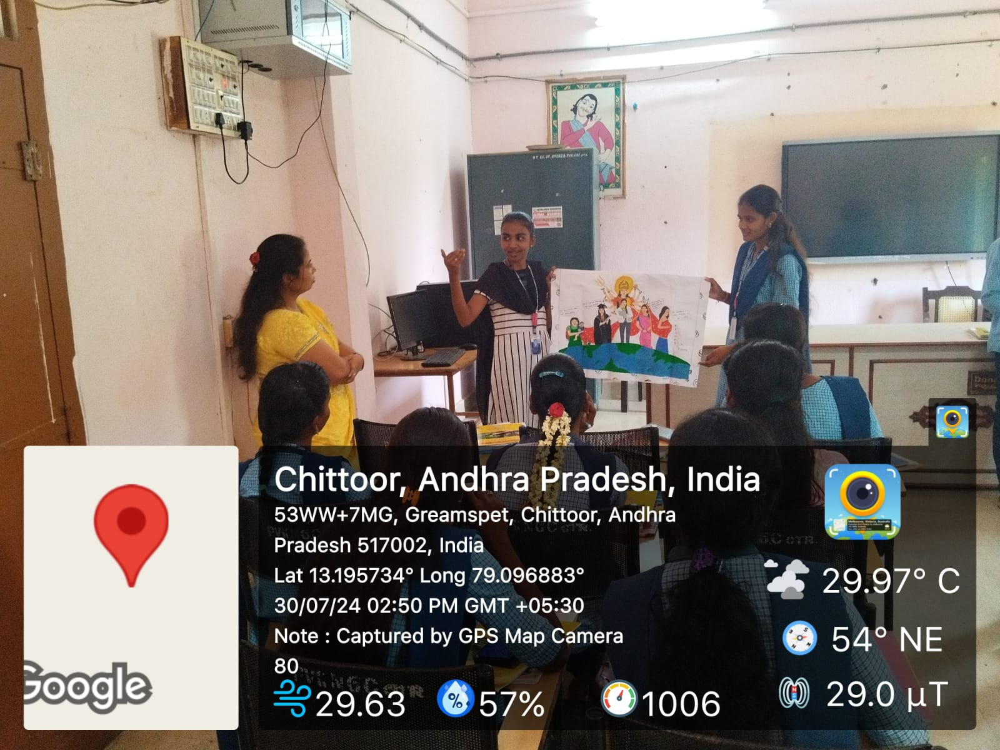 Chittoor, Andhra Pradesh, India
53WW+7MG, Greamspet, Chittoor, Andhra
Pradesh 517002, India
Lat 13.195734° Long 79.096883°
30/07/24 02:50 PM GMT +05:30
Note : Captured by GPS Map Camera
80
29.63
57%
1006
29.97° C
54° NE
29.0 µT
Google